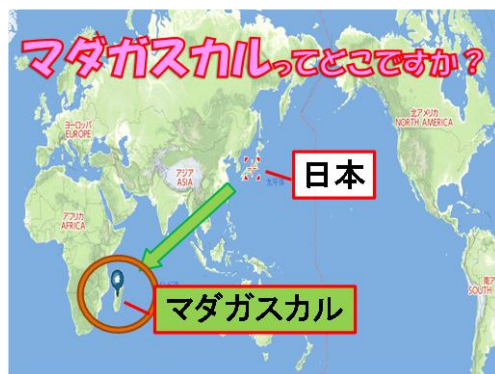 マダガスカルってどこですか？
ヨーロッパ
EUROPE
北アメリカ
NORTH AMERICA
アジア
ASIA
日本
アフリカ
AFRICA
マダガスカル
SOUTH